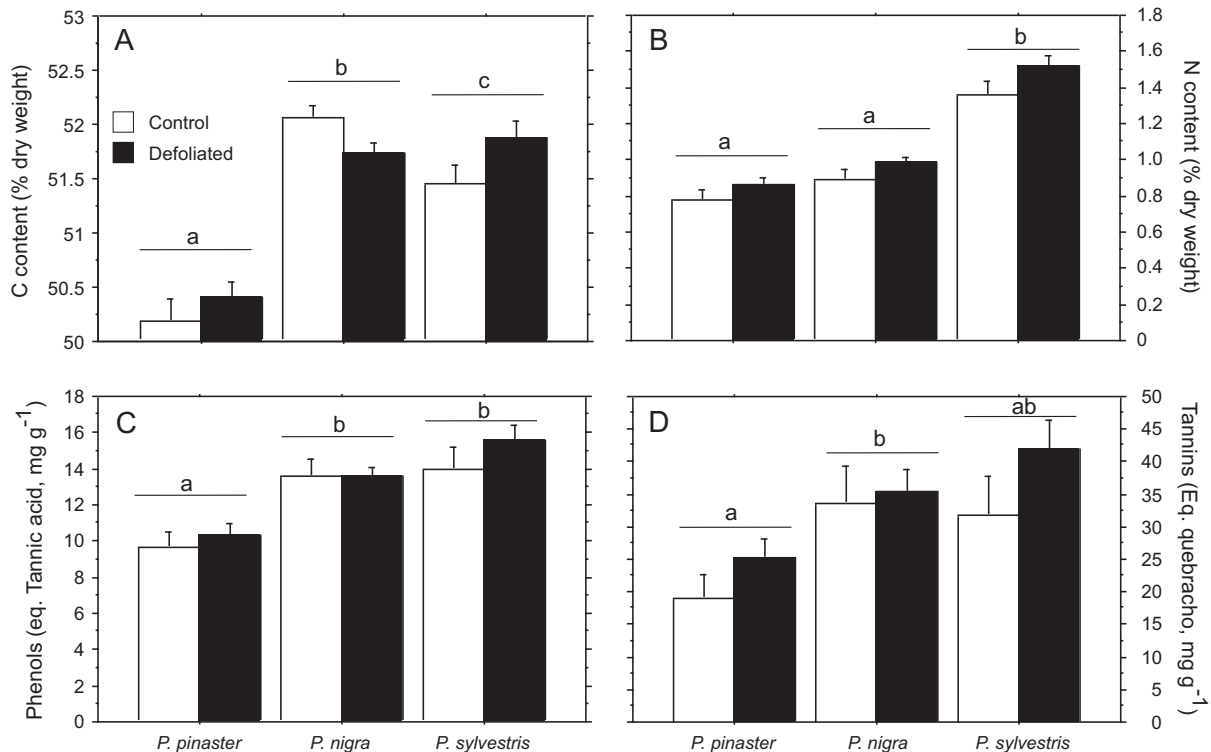 A
C content (% dry weight)
53
52.5
52
51.5
51
50.5
50
Control
Defoliated
a
b
c
B
N content (% dry weight)
1.8
1.6
1.4
1.2
1.0
0.8
0.6
0.4
0.2
0
a
a
b
C
Phenols (eq. Tannic acid, mg g⁻¹)
18
16
14
12
10
8
6
4
2
0
a
b
b
P. pinaster
P. nigra
P. sylvestris
D
Tannins (Eq. quebracho, mg g⁻¹)
50
45
40
35
30
25
20
15
10
5
0
a
b
ab
P. pinaster
P. nigra
P. sylvestris